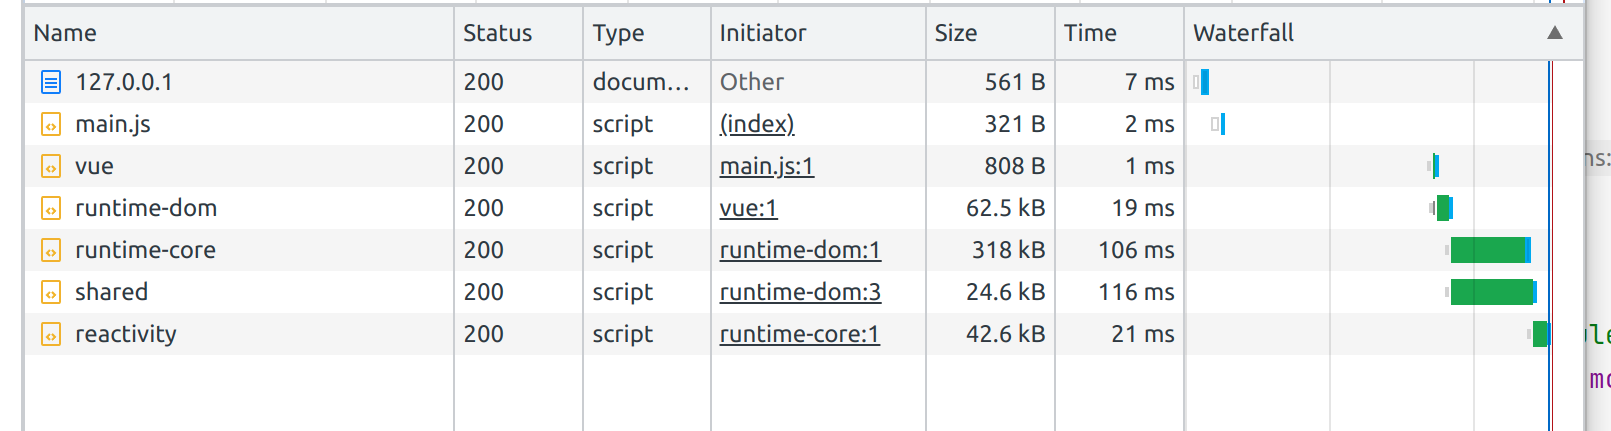 Name Status Type Initiator Size Time Waterfall ▲
127.0.0.1 200 docum... Other 561 B 7 ms
main.js 200 script (index) 321 B 2 ms
vue 200 script main.js:1 808 B 1 ms
runtime-dom 200 script vue:1 62.5 kB 19 ms
runtime-core 200 script runtime-dom:1 318 kB 106 ms
shared 200 script runtime-dom:3 24.6 kB 116 ms
reactivity 200 script runtime-core:1 42.6 kB 21 ms